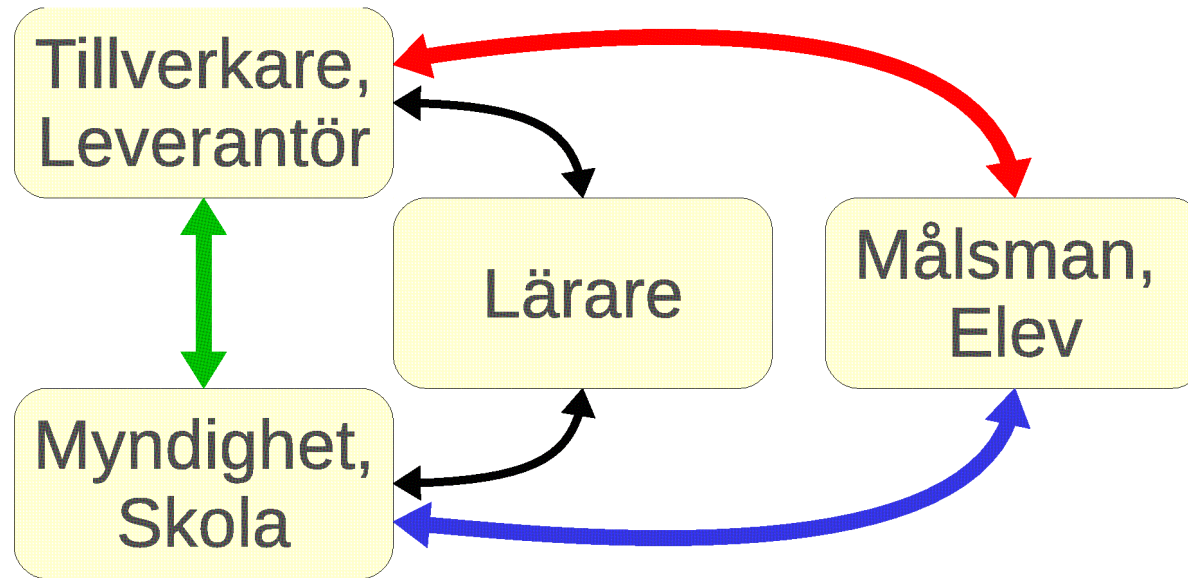 Tillverkare,
Leverantör
Lärare
Målsman,
Elev
Myndighet,
Skola